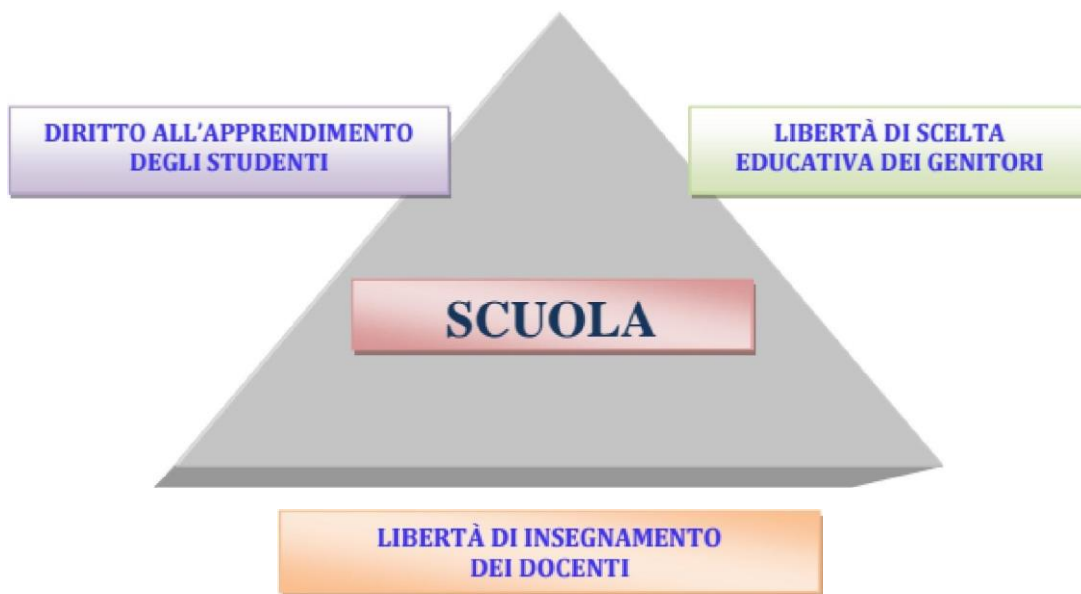 DIRITTO ALL’APPRENDIMENTO
DEGLI STUDENTI
LIBERTÀ DI SCELTA
EDUCATIVA DEI GENITORI
SCUOLA
LIBERTÀ DI INSEGNAMENTO
DEI DOCENTI